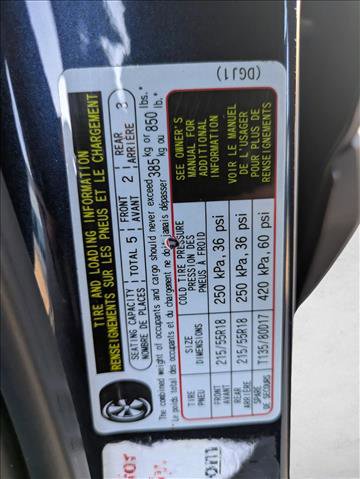 TIRE AND LOADING INFORMATION
RENSEIGNEMENTS SUR LES PNEUS ET LE CHARGEMENT
SEATING CAPACITY
NOMBRE DE PLACES
TOTAL 5
FRONT
AVANT
2
REAR
ARRIÈRE
3
The combined weight of occupants and cargo should never exceed
Le poids total des occupants et du chargement ne doit jamais dépasser
385 kg or
kg ou
850 lbs.
lb.
TIRE
PNEU
SIZE
DIMENSIONS
COLD TIRE PRESSURE
PRESSION DES
PNEUS À FROID
FRONT
AVANT
215/55R18
250 kPa, 36 psi
REAR
ARRIÈRE
215/55R18
250 kPa, 36 psi
SPARE
DE SECOURS
T135/80D17
420 kPa, 60 psi
SEE OWNER'S
MANUAL FOR
ADDITIONAL
INFORMATION
VOIR LE MANUEL
DE L'USAGER
POUR PLUS DE
RENSEIGNEMENTS
(DGJ1)